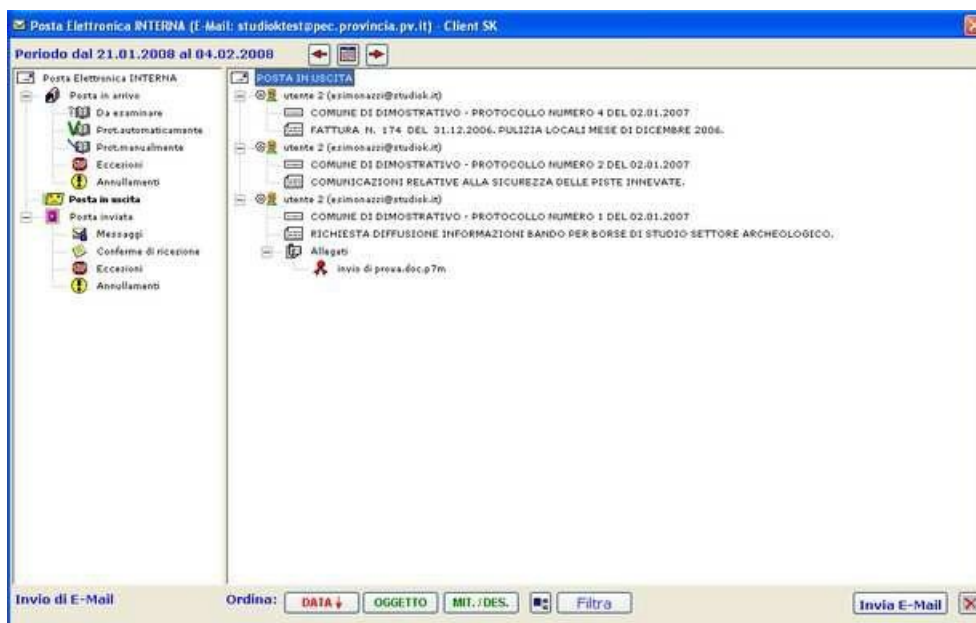 Posta Elettronica INTERNA (E-Mail: studioktest@pec.provincia.pv.it) - Client SK
Periodo dal 21.01.2008 al 04.02.2008
Posta Elettronica INTERNA
Posta in arrivo
Da esaminare
Prot.automaticamente
Prot.manualmente
Eccezioni
Annullamenti
Posta in uscita
Posta inviata
Messaggi
Conferme di ricezione
Eccezioni
Annullamenti
POSTA IN USCITA
utente 2 (esimonazzi@studiok.it)
COMUNE DI DIMOSTRATIVO - PROTOCOLLO NUMERO 4 DEL 02.01.2007
FATTURA N. 174 DEL 31.12.2006. PULIZIA LOCALI MESE DI DICEMBRE 2006.
utente 2 (esimonazzi@studiok.it)
COMUNE DI DIMOSTRATIVO - PROTOCOLLO NUMERO 2 DEL 02.01.2007
COMUNICAZIONI RELATIVE ALLA SICUREZZA DELLE PISTE INNEVATE.
utente 2 (esimonazzi@studiok.it)
COMUNE DI DIMOSTRATIVO - PROTOCOLLO NUMERO 1 DEL 02.01.2007
RICHIESTA DIFFUSIONE INFORMAZIONI BANDO PER BORSE DI STUDIO SETTORE ARCHEOLOGICO.
Allegati
invio di prova.doc.p7m
Invio di E-Mail
Ordina: DATA OGGETTO MIT./DES. Filtra Invia E-Mail